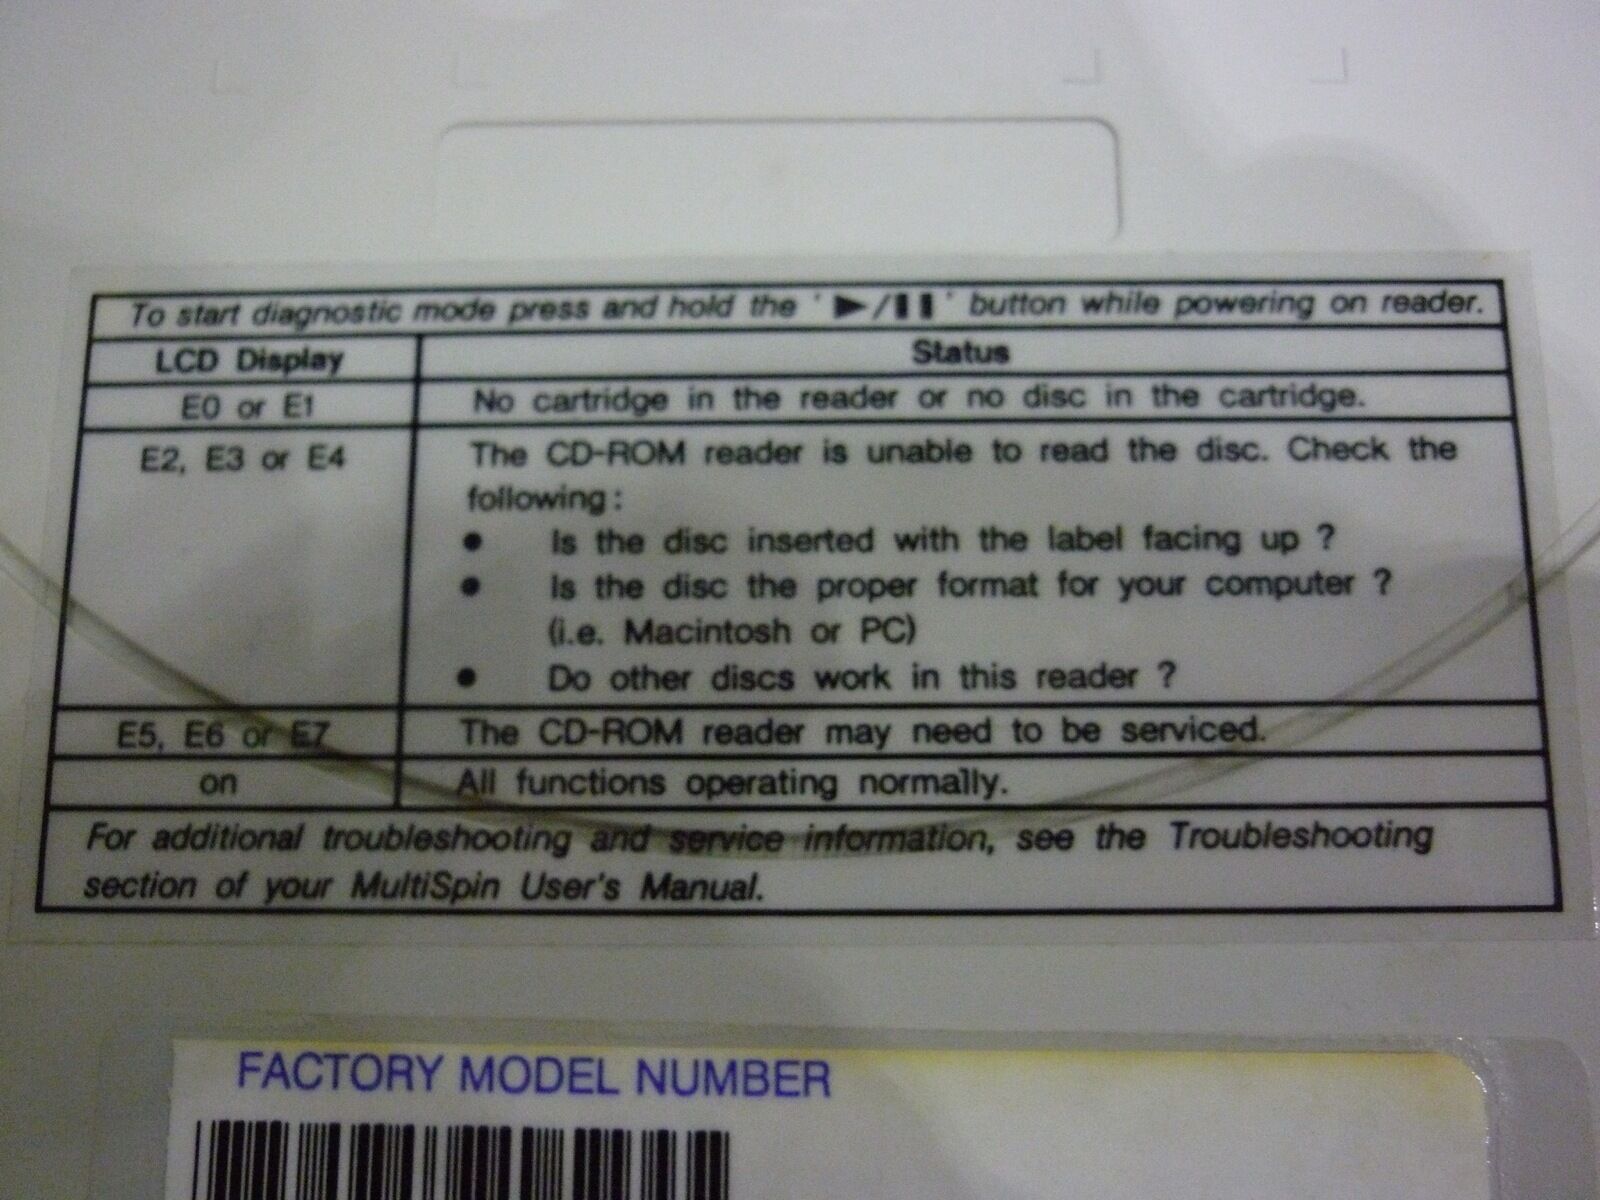 To start diagnostic mode press and hold the '▶/❚❚' button while powering on reader.
LCD Display Status
E0 or E1 No cartridge in the reader or no disc in the cartridge.
E2, E3 or E4 The CD-ROM reader is unable to read the disc. Check the
following:
● Is the disc inserted with the label facing up ?
● Is the disc the proper format for your computer ?
(i.e. Macintosh or PC)
● Do other discs work in this reader ?
E5, E6 or E7 The CD-ROM reader may need to be serviced.
on All functions operating normally.
For additional troubleshooting and service information, see the Troubleshooting
section of your MultiSpin User's Manual.
FACTORY MODEL NUMBER